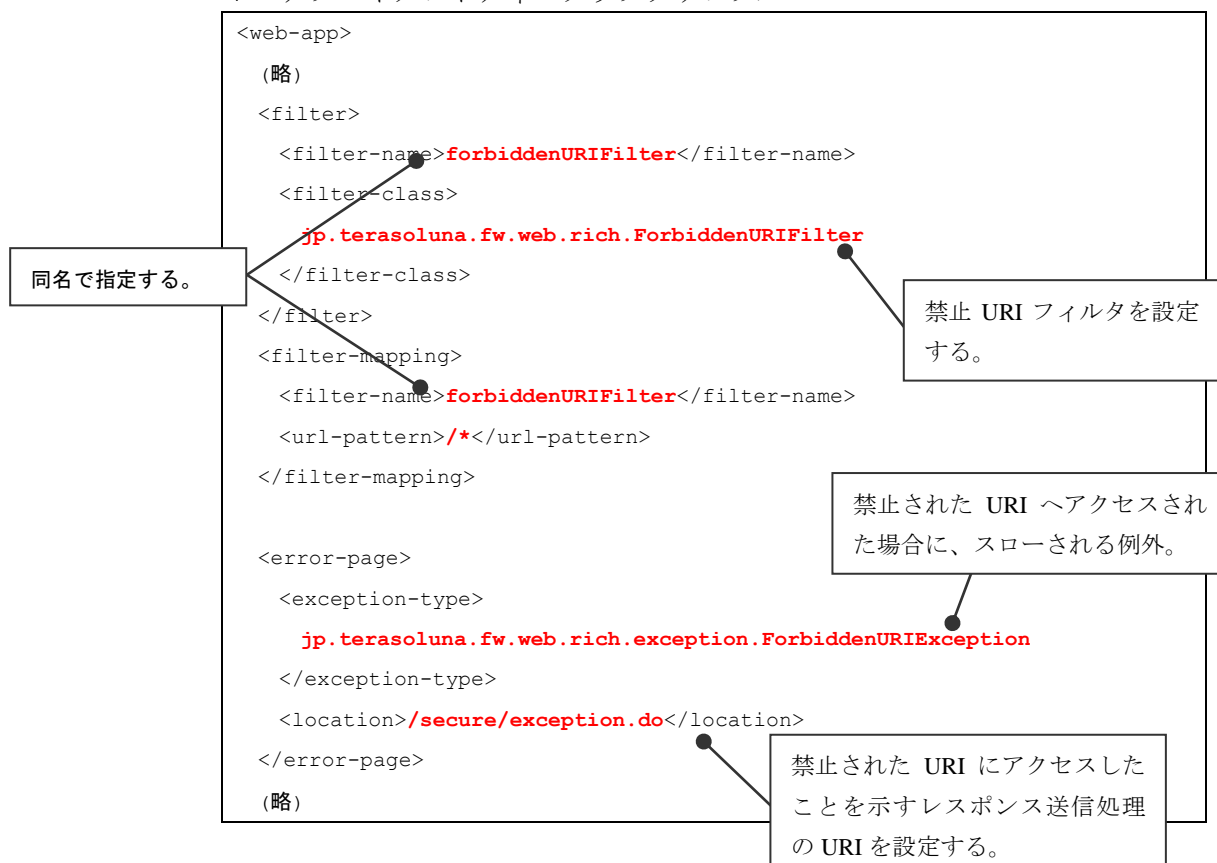 <web-app>
(略)
<filter>
<filter-name>forbiddenURIFilter</filter-name>
<filter-class>
jp.terasoluna.fw.web.rich.ForbiddenURIFilter
</filter-class>
</filter>
<filter-mapping>
<filter-name>forbiddenURIFilter</filter-name>
<url-pattern>/*</url-pattern>
</filter-mapping>
<error-page>
<exception-type>
jp.terasoluna.fw.web.rich.exception.ForbiddenURIException
</exception-type>
<location>/secure/exception.do</location>
</error-page>
(略)
同名で指定する。
禁止 URI フィルタを設定
する。
禁止された URI へアクセスされ
た場合に、スローされる例外。
禁止された URI にアクセスした
ことを示すレスポンス送信処理
の URI を設定する。